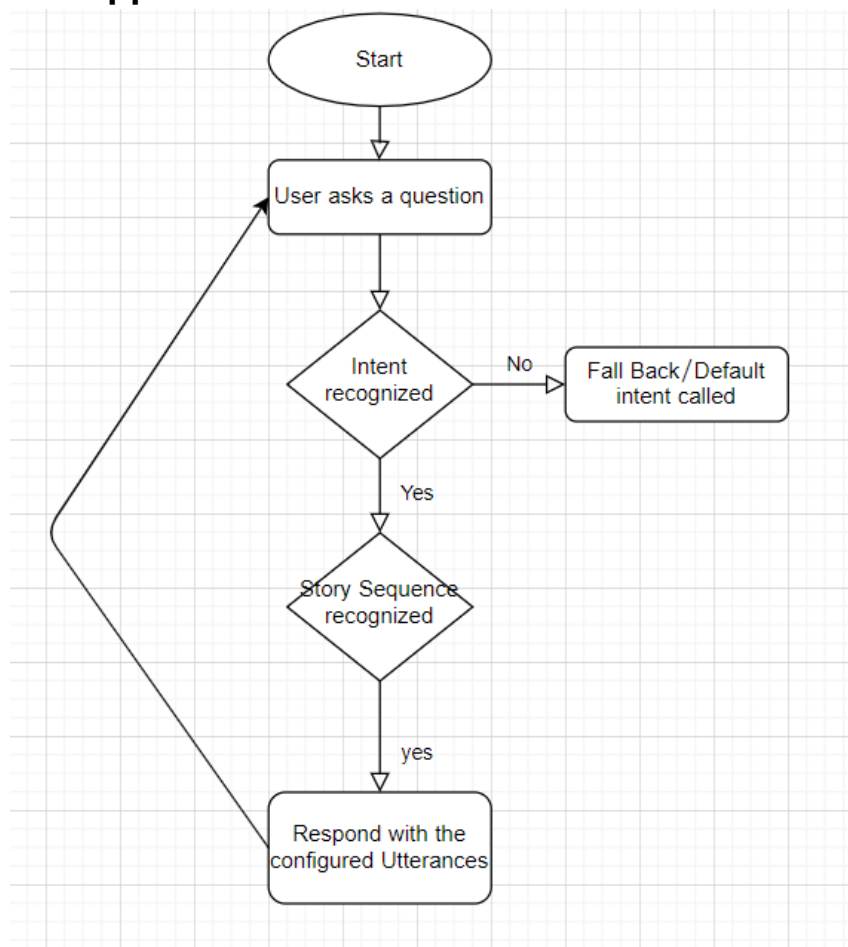 Start
User asks a question
Intent
recognized
No
Fall Back/Default
intent called
Yes
Story Sequence
recognized
yes
Respond with the
configured Utterances